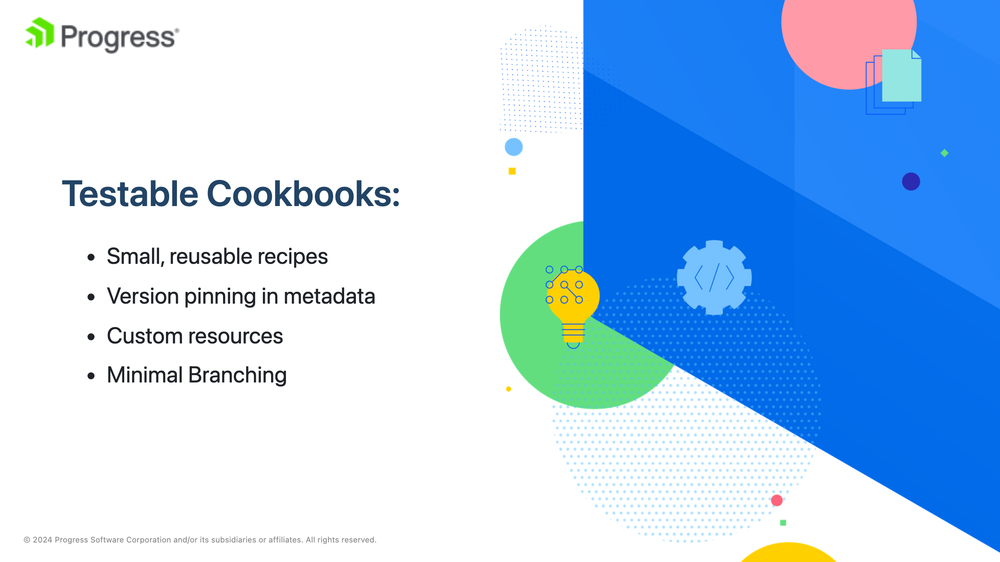 Progress®
Testable Cookbooks:
• Small, reusable recipes
• Version pinning in metadata
• Custom resources
• Minimal Branching
© 2024 Progress Software Corporation and/or its subsidiaries or affiliates. All rights reserved.